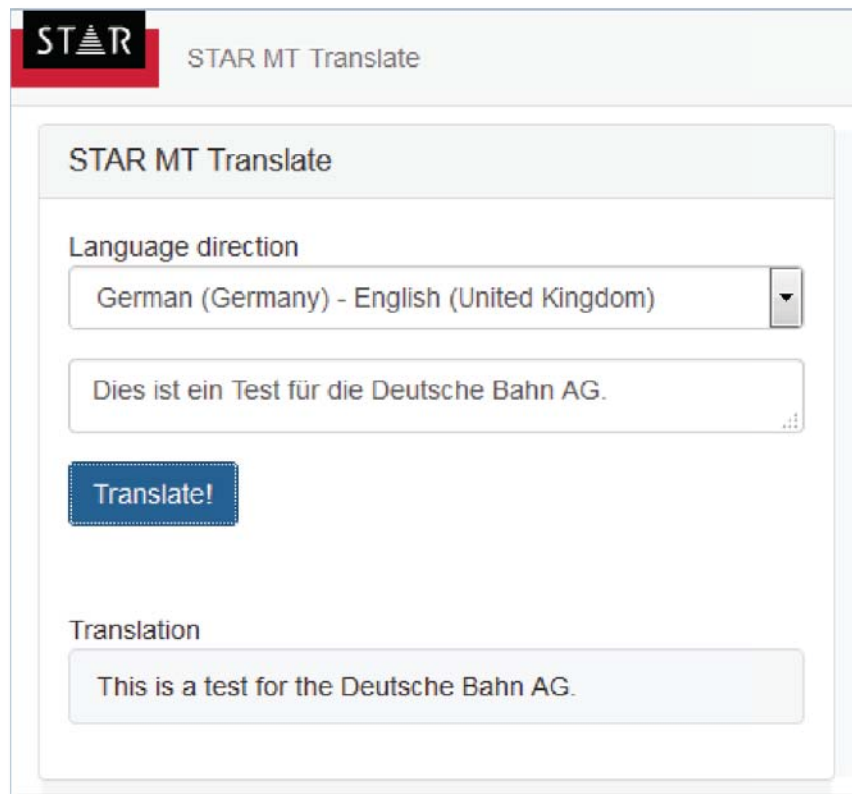 STAR
STAR MT Translate
STAR MT Translate
Language direction
German (Germany) - English (United Kingdom)
Dies ist ein Test für die Deutsche Bahn AG.
Translate!
Translation
This is a test for the Deutsche Bahn AG.